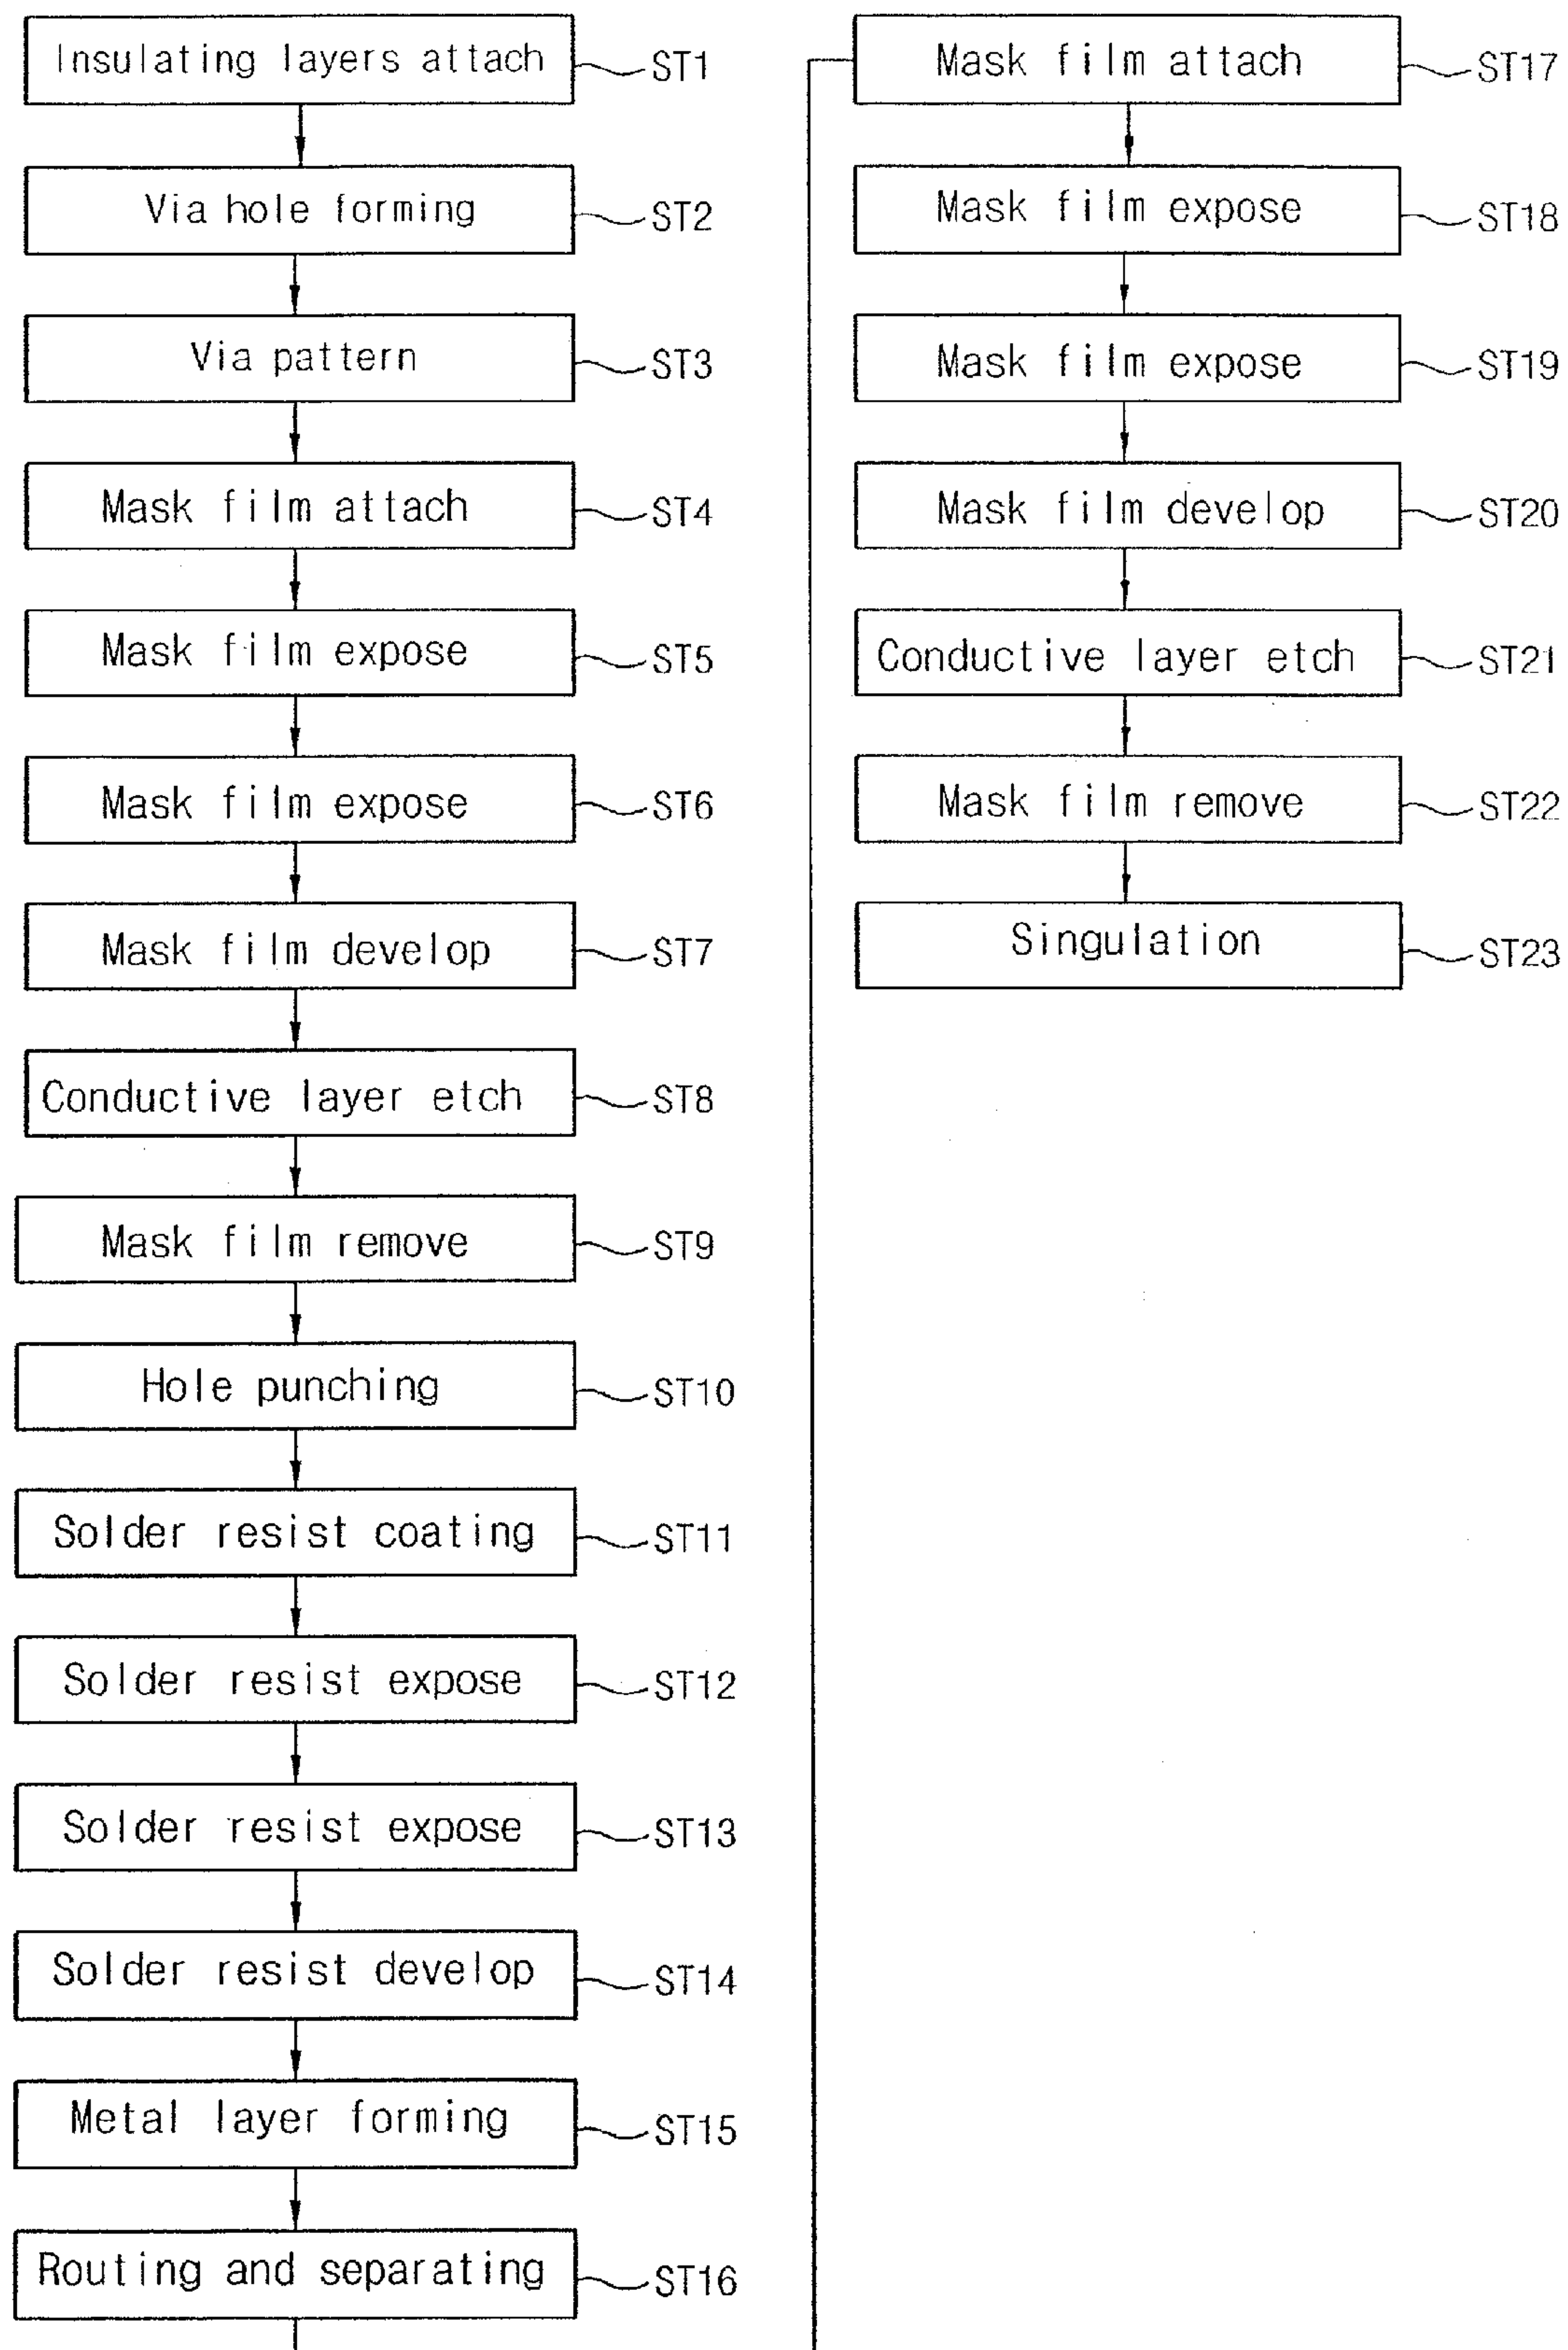 Insulating layers attach ST1
Via hole forming ST2
Via pattern ST3
Mask film attach ST4
Mask film expose ST5
Mask film expose ST6
Mask film develop ST7
Conductive layer etch ST8
Mask film remove ST9
Hole punching ST10
Solder resist coating ST11
Solder resist expose ST12
Solder resist expose ST13
Solder resist develop ST14
Metal layer forming ST15
Routing and separating ST16
Mask film attach ST17
Mask film expose ST18
Mask film expose ST19
Mask film develop ST20
Conductive layer etch ST21
Mask film remove ST22
Singulation ST23